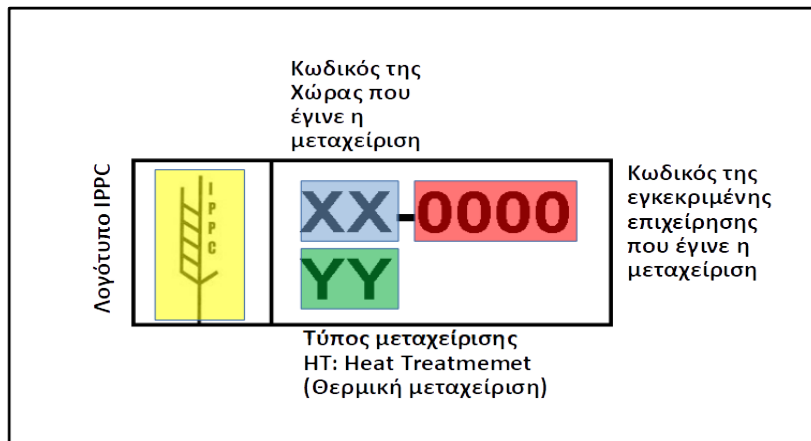 Κωδικός της
Χώρας που
έγινε η
μεταχείριση
Λογότυπο IPPC
I
P
P
C
XX-0000
YY
Κωδικός της
εγκεκριμένης
επιχείρησης
που έγινε η
μεταχείριση
Τύπος μεταχείρισης
HT: Heat Treatmemet
(Θερμική μεταχείριση)